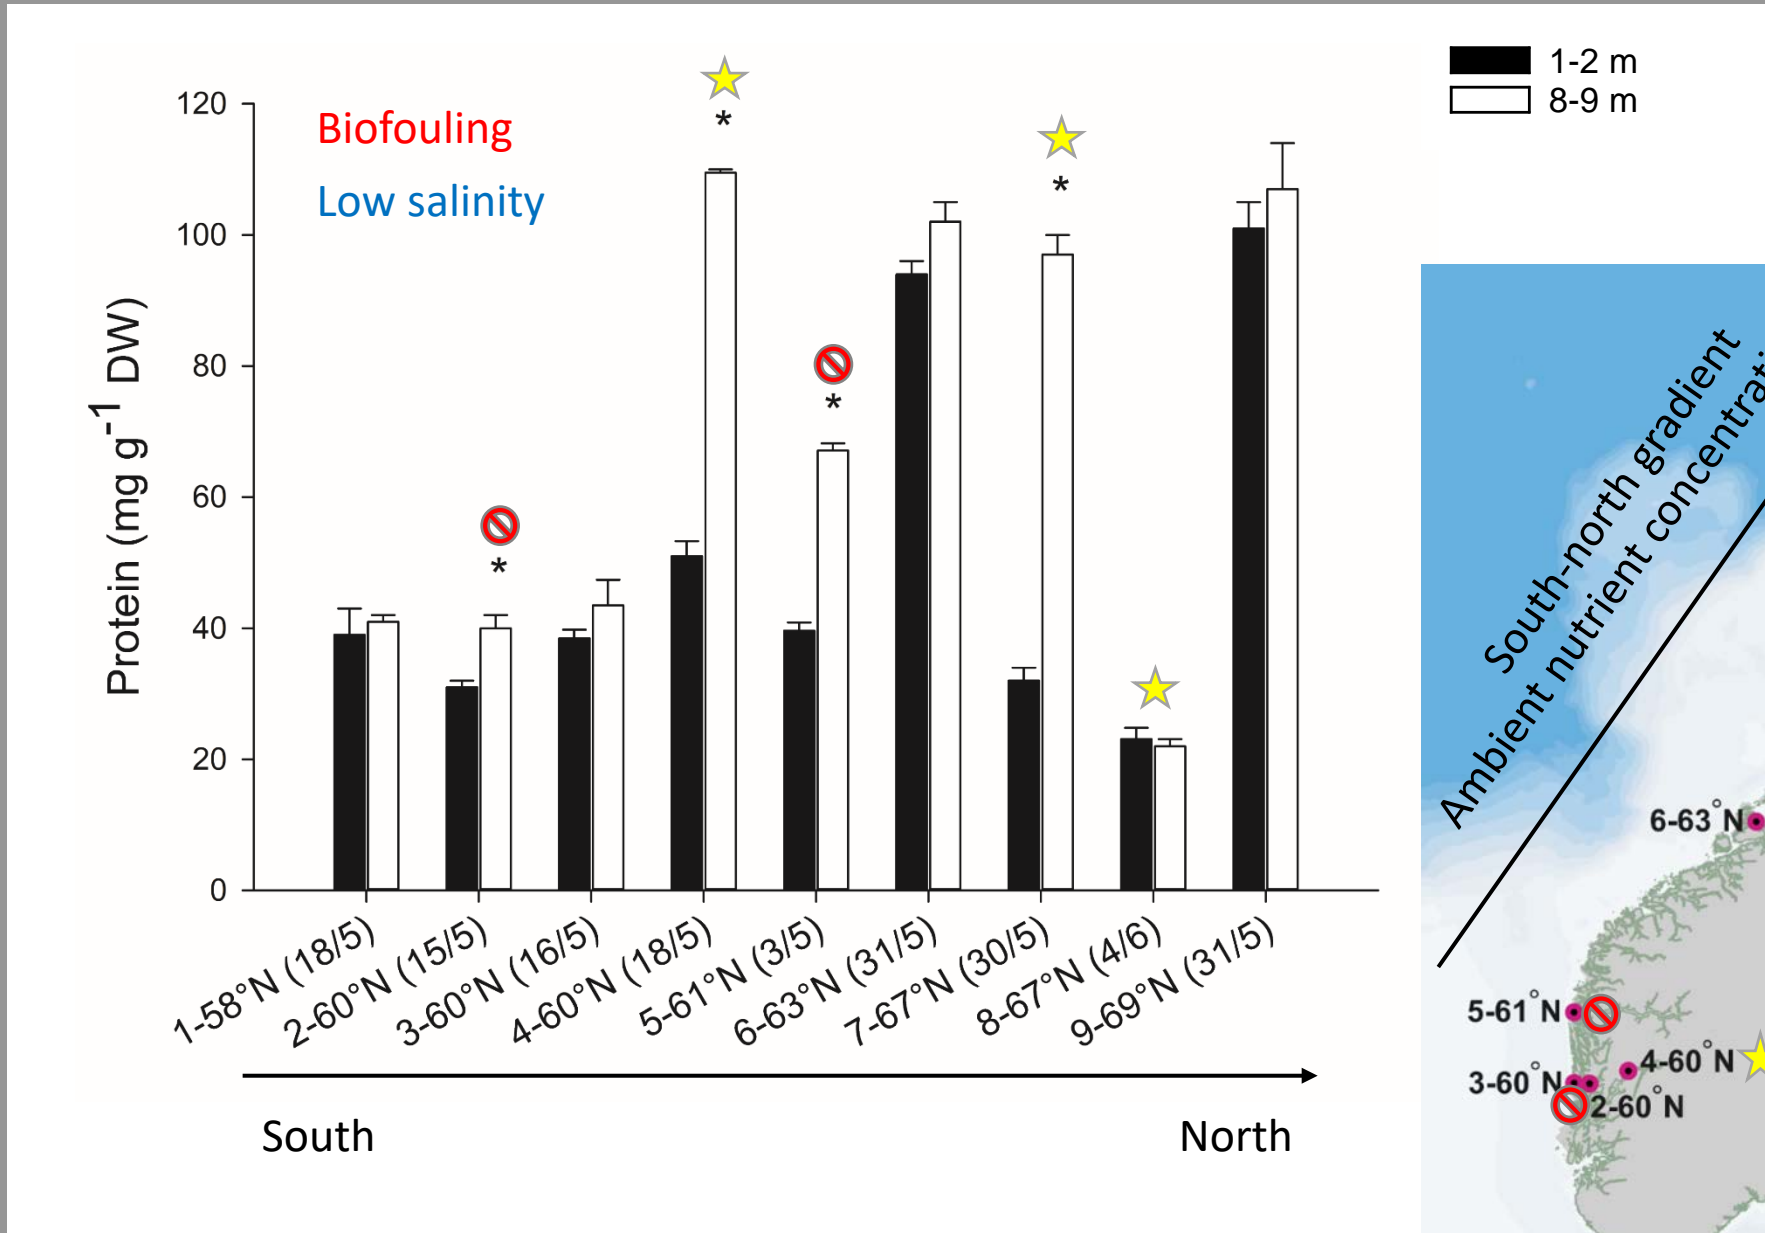 1-2 m
8-9 m
Biofouling
Low salinity
Protein (mg g-1 DW)
120
100
80
60
40
20
0
*
*
*
*
1-58°N (18/5)
2-60°N (15/5)
3-60°N (16/5)
4-60°N (18/5)
5-61°N (3/5)
6-63°N (31/5)
7-67°N (30/5)
8-67°N (4/6)
9-69°N (31/5)
South
North
South-north gradient
Ambient nutrient
6-63°N
5-61°N
4-60°N
3-60°N
2-60°N